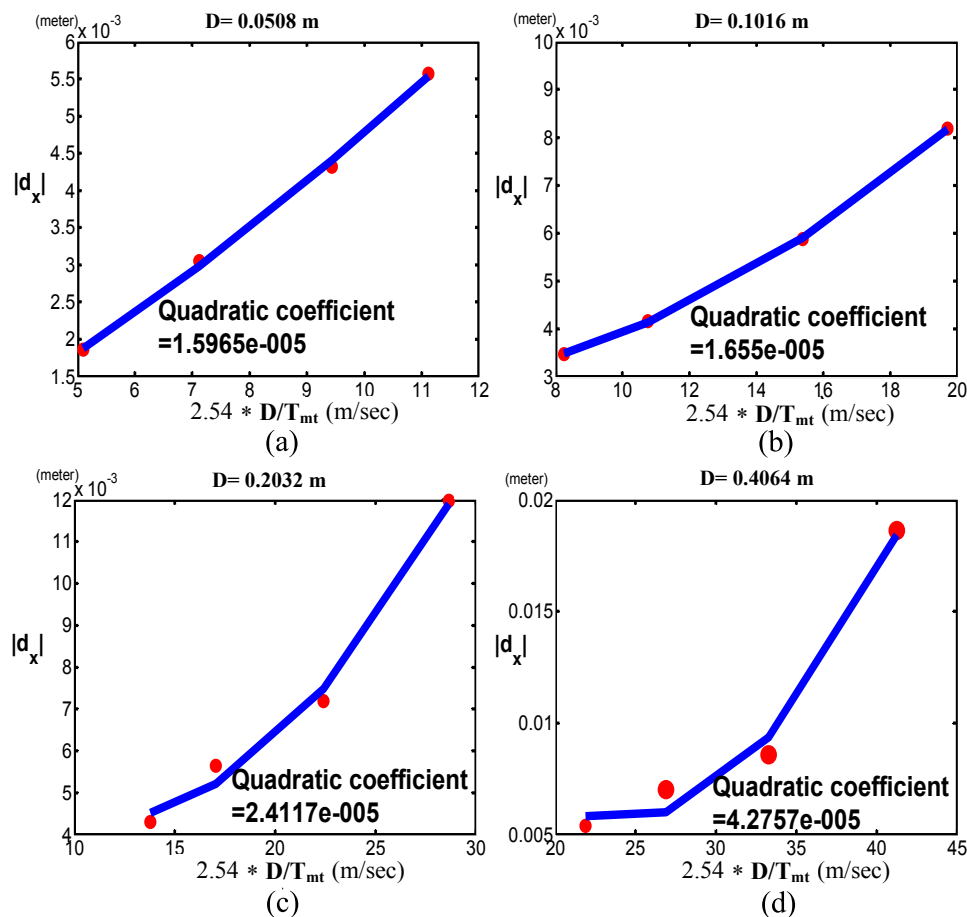 (meter)
x 10⁻³
D= 0.0508 m
6
5.5
5
4.5
4
3.5
3
2.5
2
1.5
|dₓ|
Quadratic coefficient
=1.5965e-005
5 6 7 8 9 10 11 12
2.54 * D/Tₘₜ (m/sec)
(a)
(meter)
x 10⁻³
D= 0.1016 m
10
9
8
7
6
5
4
3
|dₓ|
Quadratic coefficient
=1.655e-005
8 10 12 14 16 18 20
2.54 * D/Tₘₜ (m/sec)
(b)
(meter)
x 10⁻³
D= 0.2032 m
12
11
10
9
8
7
6
5
4
|dₓ|
Quadratic coefficient
=2.4117e-005
10 15 20 25 30
2.54 * D/Tₘₜ (m/sec)
(c)
(meter)
D= 0.4064 m
0.02
0.015
0.01
0.005
|dₓ|
Quadratic coefficient
=4.2757e-005
20 25 30 35 40 45
2.54 * D/Tₘₜ (m/sec)
(d)